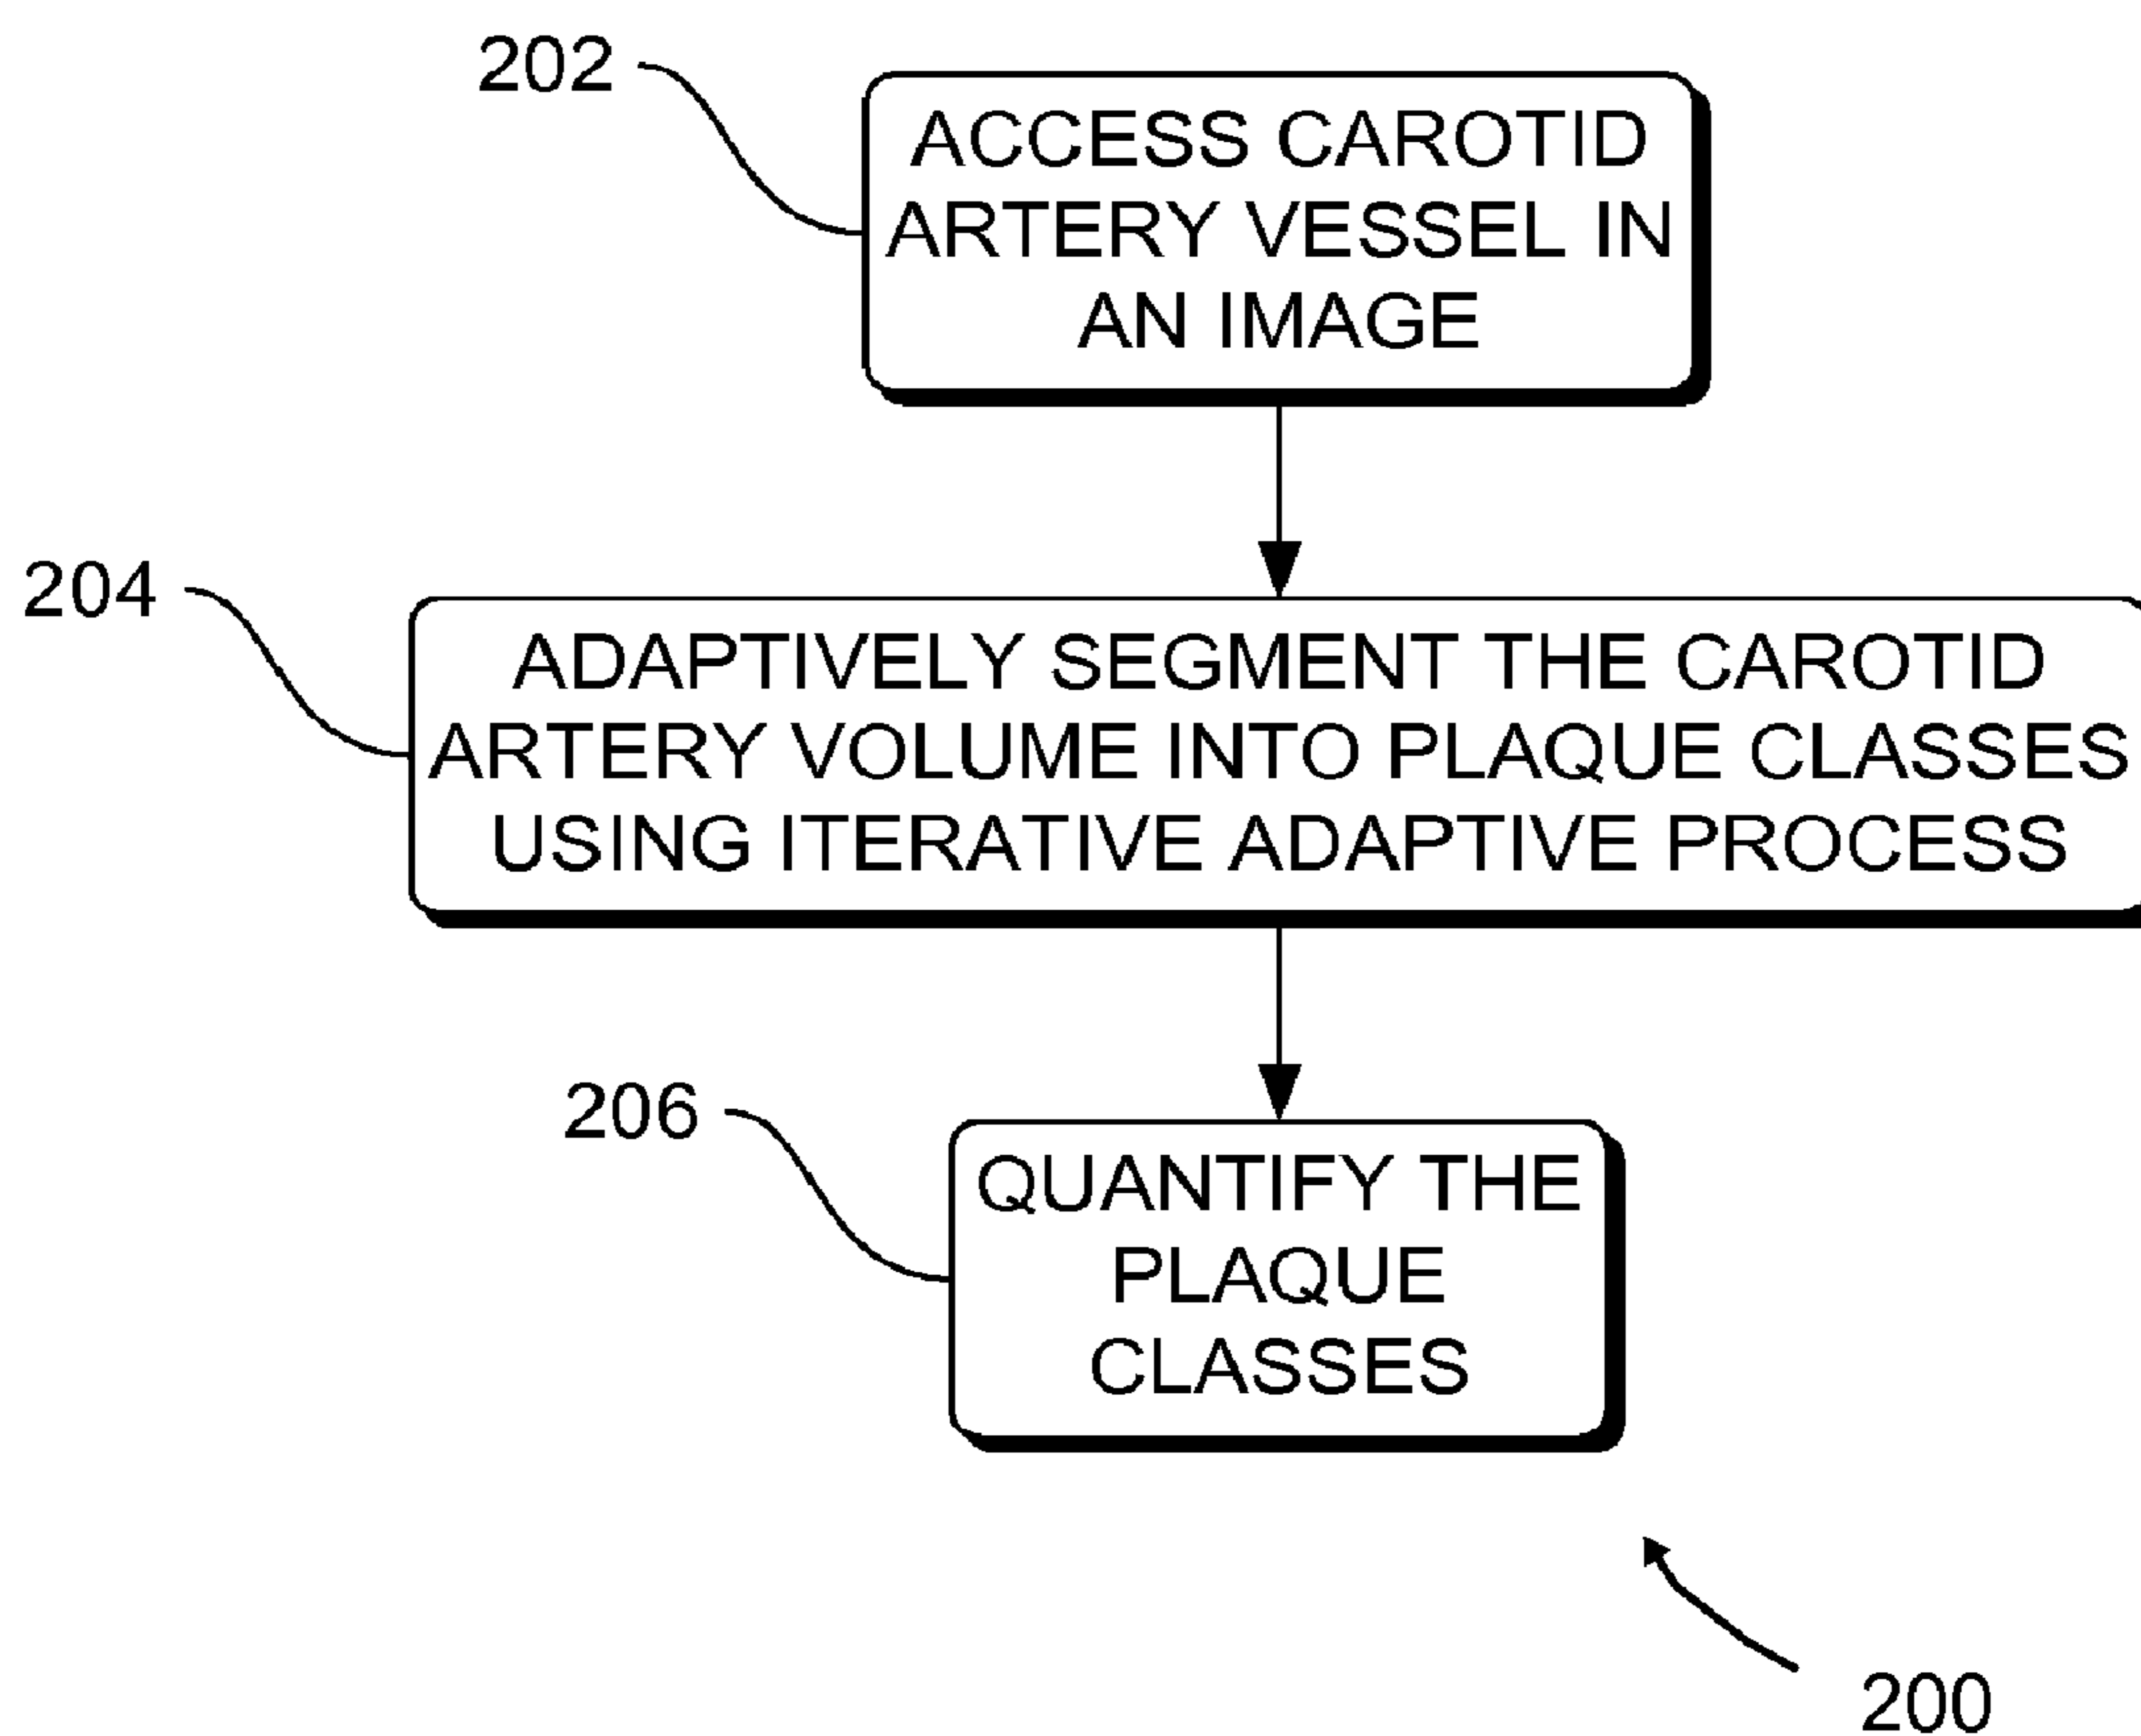 202
ACCESS CAROTID
ARTERY VESSEL IN
AN IMAGE
204
ADAPTIVELY SEGMENT THE CAROTID
ARTERY VOLUME INTO PLAQUE CLASSES
USING ITERATIVE ADAPTIVE PROCESS
206
QUANTIFY THE
PLAQUE
CLASSES
200